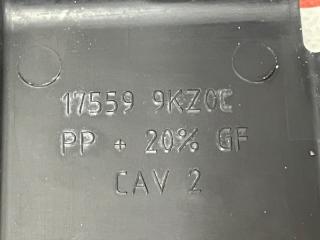 17559 9KZ0C
PP + 20% GF
CAV 2